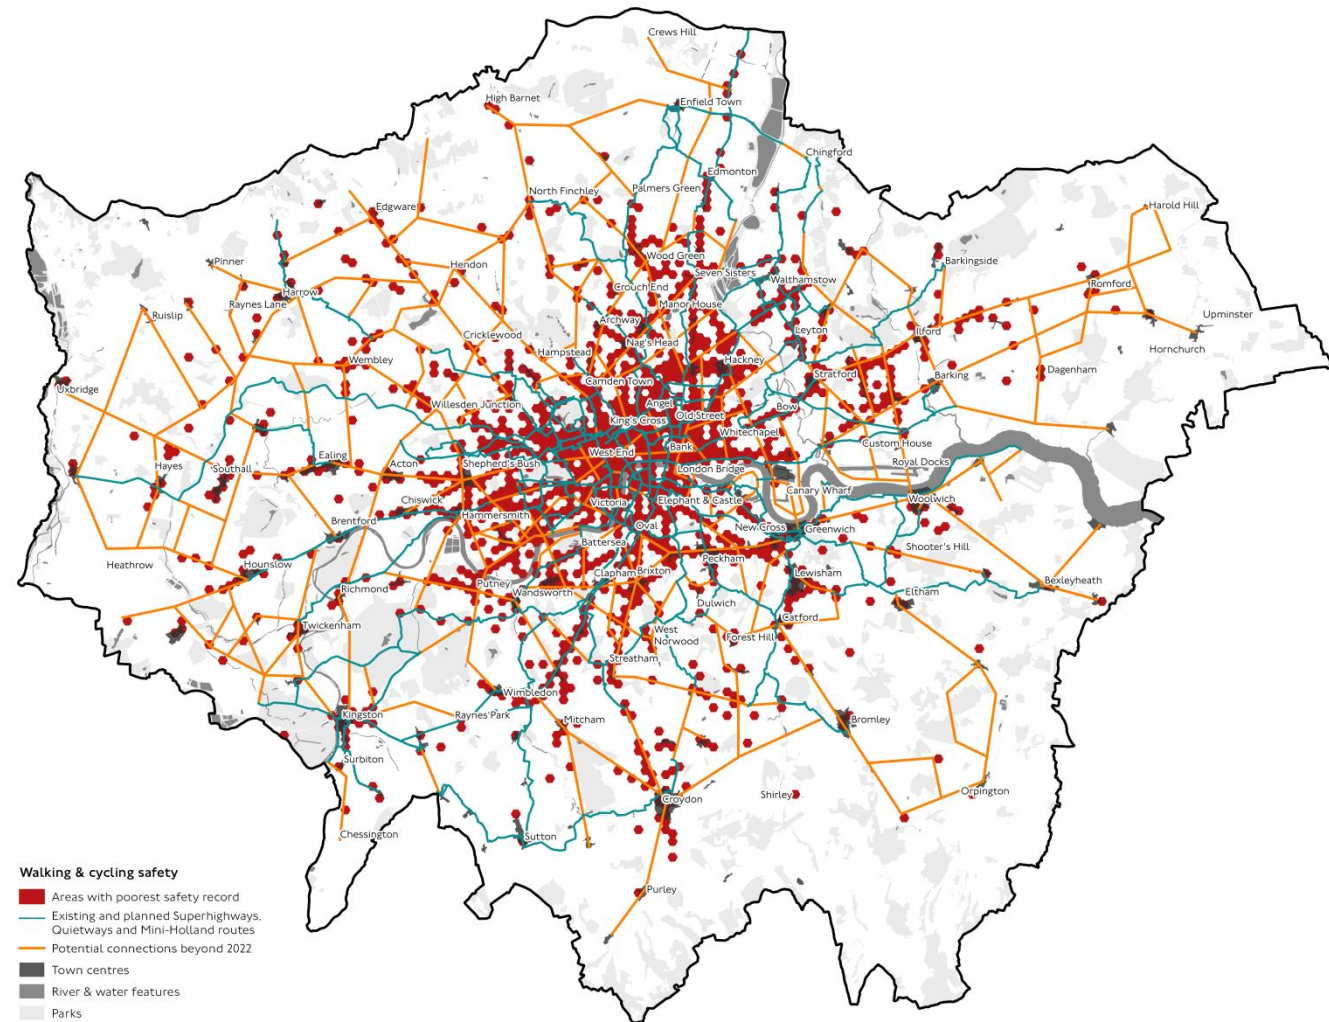 Crews Hill
High Barnet
Enfield Town
Chingford
Edmonton
Palmers Green
North Finchley
Edgware
Harold Hill
Wood Green
Barkingside
Pinner
Hendon
Seven Sisters
Walthamstow
Romford
Harrow
Crouch End
Raynes Lane
Manor House
Ruislip
Archway
Upminster
Leyton
Ilford
Cricklewood
Nag's Head
Hornchurch
Hampstead
Wembley
Hackney
Dagenham
Stratford
Barking
Camden Town
Uxbridge
Willesden Junction
Angel
Bow
King's Cross
Old Street
Whitechapel
Custom House
Bank
West End
Ealing
Acton
Shepherd's Bush
London Bridge
Royal Docks
Hayes
Southall
Canary Wharf
Chiswick
Victoria
Elephant & Castle
Woolwich
Hammersmith
Brentford
Oval
New Cross
Greenwich
Battersea
Shooter's Hill
Heathrow
Hounslow
Peckham
Clapham
Brixton
Lewisham
Putney
Bexleyheath
Richmond
Wandsworth
Eltham
Dulwich
Catford
Twickenham
West
Norwood
Forest Hill
Streatham
Wimbledon
Kingston
Raynes Park
Mitcham
Bromley
Surbiton
Orpington
Shirley
Croydon
Chessington
Sutton
Purley
Walking & cycling safety
Areas with poorest safety record
Existing and planned Superhighways,
Quietways and Mini-Holland routes
Potential connections beyond 2022
Town centres
River & water features
Parks